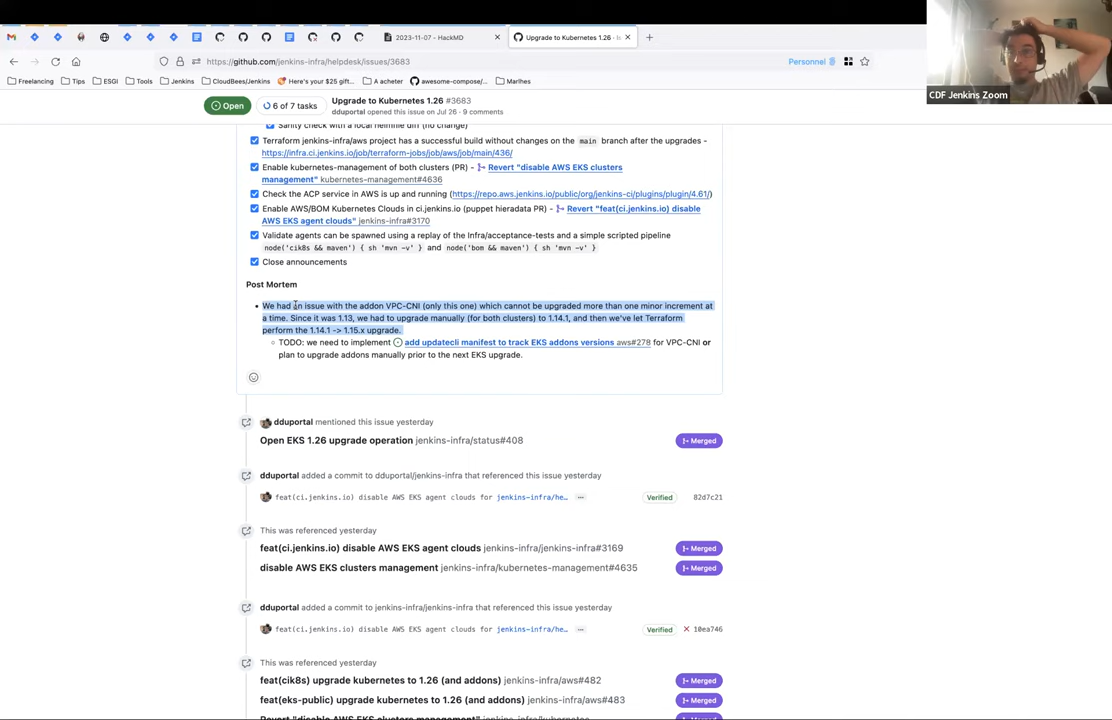 2023-11-07 - HackMD
Upgrade to Kubernetes 1.26 · Is
https://github.com/jenkins-infra/helpdesk/issues/3683
Personnel
Freelancing Tips ESGI Tools Jenkins CloudBees/Jenkins Here's your $25 gift... A acheter awesome-compose/... Marlhes
CDF Jenkins Zoom
Open
6 of 7 tasks
Upgrade to Kubernetes 1.26 #3683
dduportal opened this issue on Jul 26 · 9 comments
Sanity check with a local helmfile diff (no change)
Terraform jenkins-infra/aws project has a successful build without changes on the main branch after the upgrades -
https://infra.ci.jenkins.io/job/terraform-jobs/job/aws/job/main/436/
Enable kubernetes-management of both clusters (PR) - Revert "disable AWS EKS clusters
management" kubernetes-management#4636
Check the ACP service in AWS is up and running (https://repo.aws.jenkins.io/public/org/jenkins-ci/plugins/plugin/4.61/)
Enable AWS/BOM Kubernetes Clouds in ci.jenkins.io (puppet hieradata PR) - Revert "feat(ci.jenkins.io) disable
AWS EKS agent clouds" jenkins-infra#3170
Validate agents can be spawned using a replay of the Infra/acceptance-tests and a simple scripted pipeline
node('cik8s && maven') { sh 'mvn -v' } and node('bom && maven') { sh 'mvn -v' }
Close announcements
Post Mortem
• We had an issue with the addon VPC-CNI (only this one) which cannot be upgraded more than one minor increment at
a time. Since it was 1.13, we had to upgrade manually (for both clusters) to 1.14.1, and then we've let Terraform
perform the 1.14.1 -> 1.15.x upgrade.
TODO: we need to implement add updatecli manifest to track EKS addons versions aws#278 for VPC-CNI or
plan to upgrade addons manually prior to the next EKS upgrade.
dduportal mentioned this issue yesterday
Open EKS 1.26 upgrade operation jenkins-infra/status#408
Merged
dduportal added a commit to dduportal/jenkins-infra that referenced this issue yesterday
feat(ci.jenkins.io) disable AWS EKS agent clouds for jenkins-infra/he…
Verified
82d7c21
This was referenced yesterday
feat(ci.jenkins.io) disable AWS EKS agent clouds jenkins-infra/jenkins-infra#3169
Merged
disable AWS EKS clusters management jenkins-infra/kubernetes-management#4635
Merged
dduportal added a commit to jenkins-infra/jenkins-infra that referenced this issue yesterday
feat(ci.jenkins.io) disable AWS EKS agent clouds for jenkins-infra/he…
Verified
10ea746
This was referenced yesterday
feat(cik8s) upgrade kubernetes to 1.26 (and addons) jenkins-infra/aws#482
Merged
feat(eks-public) upgrade kubernetes to 1.26 (and addons) jenkins-infra/aws#483
Merged